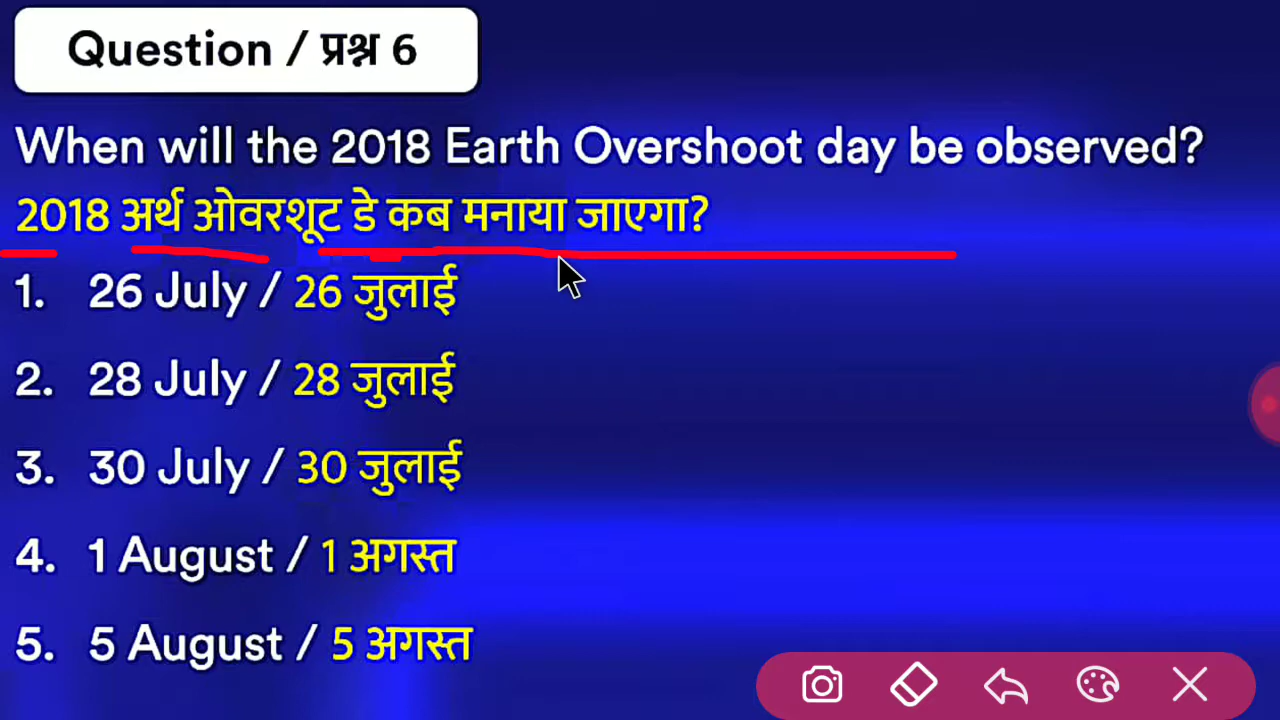 Question / प्रश्न 6
When will the 2018 Earth Overshoot day be observed?
2018 अर्थ ओवरशूट डे कब मनाया जाएगा?
1. 26 July / 26 जुलाई
2. 28 July / 28 जुलाई
3. 30 July / 30 जुलाई
4. 1 August / 1 अगस्त
5. 5 August / 5 अगस्त